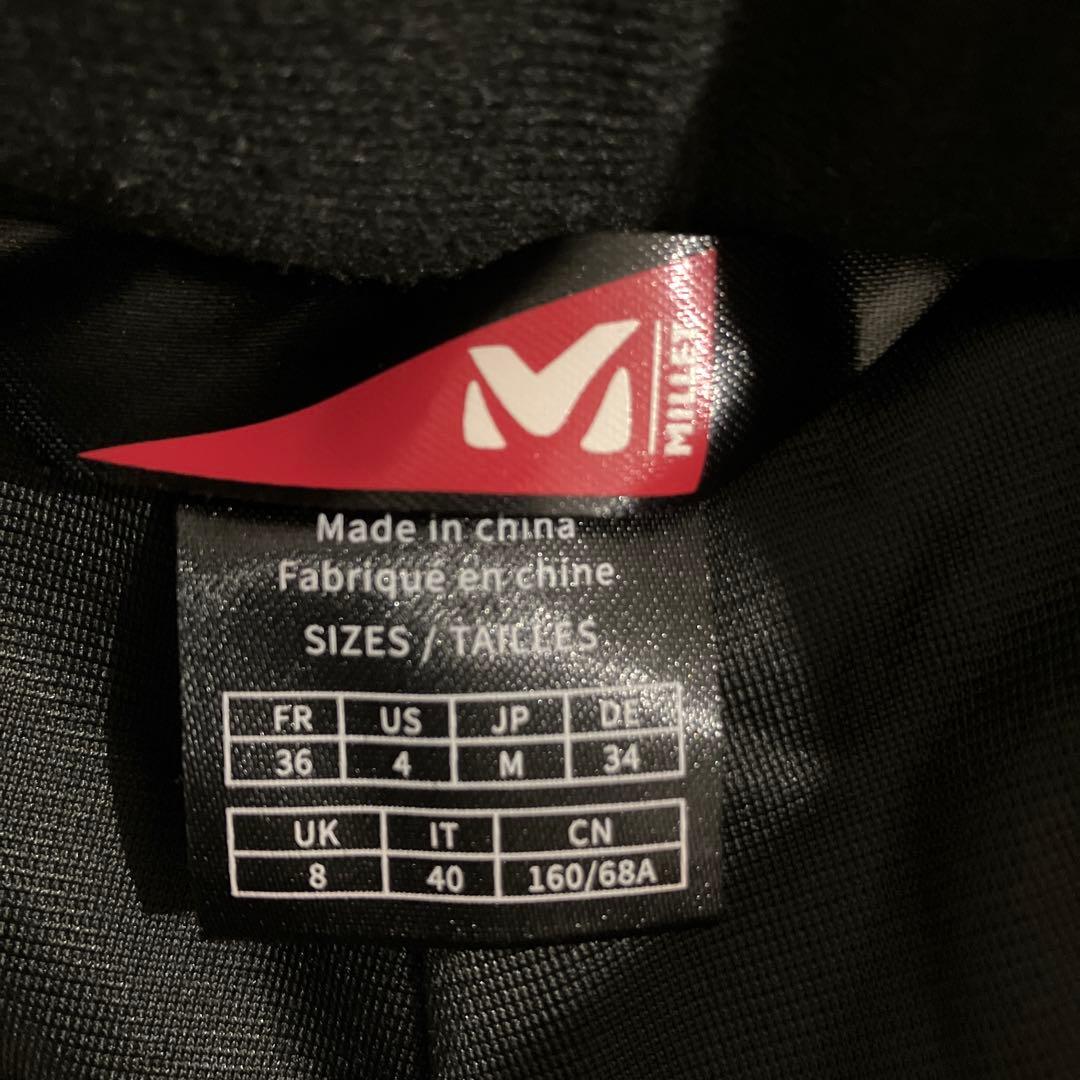 MILLET
Made in china
Fabriqué en chine
SIZES / TAILLES
FR US JP DE
36 4 M 34
UK IT CN
8 40 160/68A